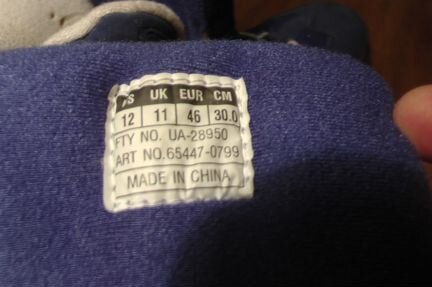 US UK EUR CM
12 11 46 30.0
FTY NO. UA-28950
ART NO.65447-0799
MADE IN CHINA